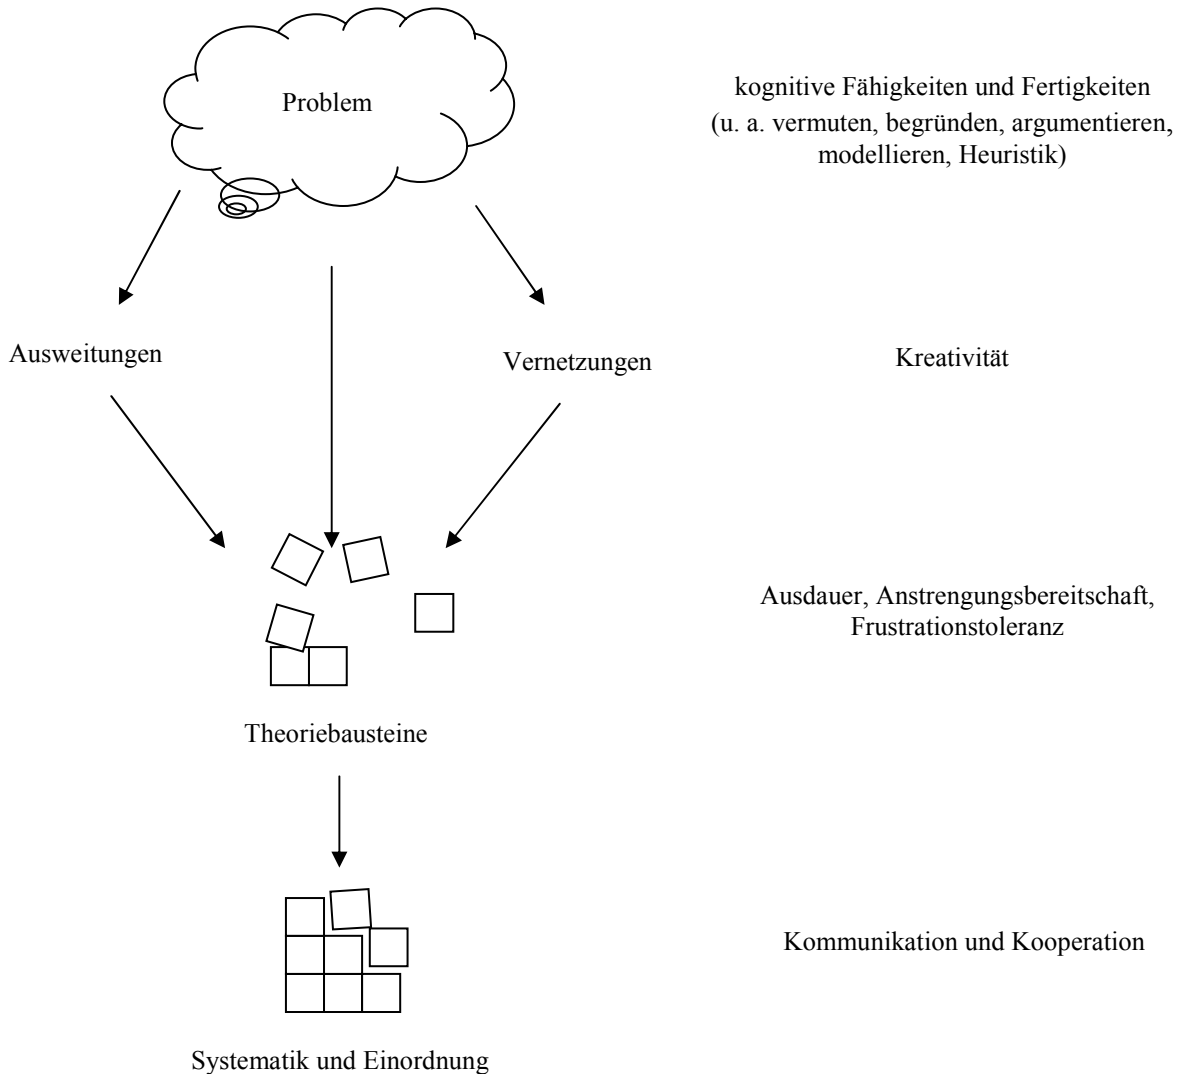 Problem
kognitive Fähigkeiten und Fertigkeiten
(u. a. vermuten, begründen, argumentieren,
modellieren, Heuristik)
Ausweitungen
Vernetzungen
Kreativität
Ausdauer, Anstrengungsbereitschaft,
Frustrationstoleranz
Theoriebausteine
Kommunikation und Kooperation
Systematik und Einordnung